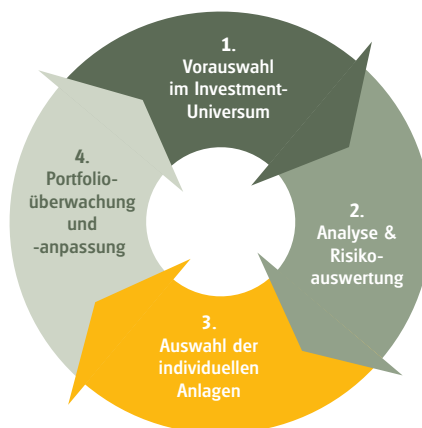 1.
Vorauswahl
im Investment-
Universum
2.
Analyse &
Risiko-
auswertung
3.
Auswahl der
individuellen
Anlagen
4.
Portfolio-
überwachung
und
-anpassung